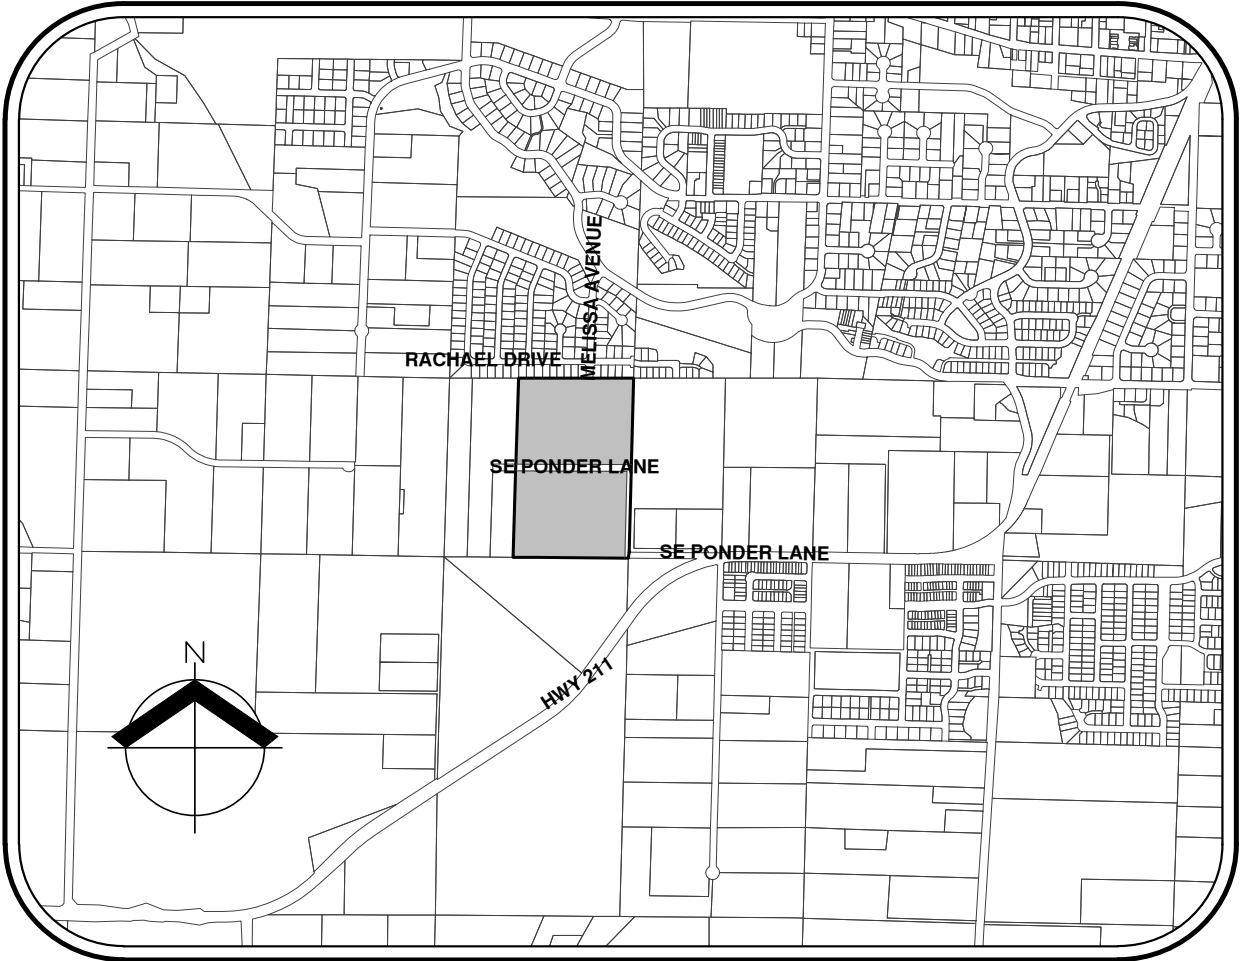 MELISSA AVENUE
RACHAEL DRIVE
SE PONDER LANE
SE PONDER LANE
N
HWY 211